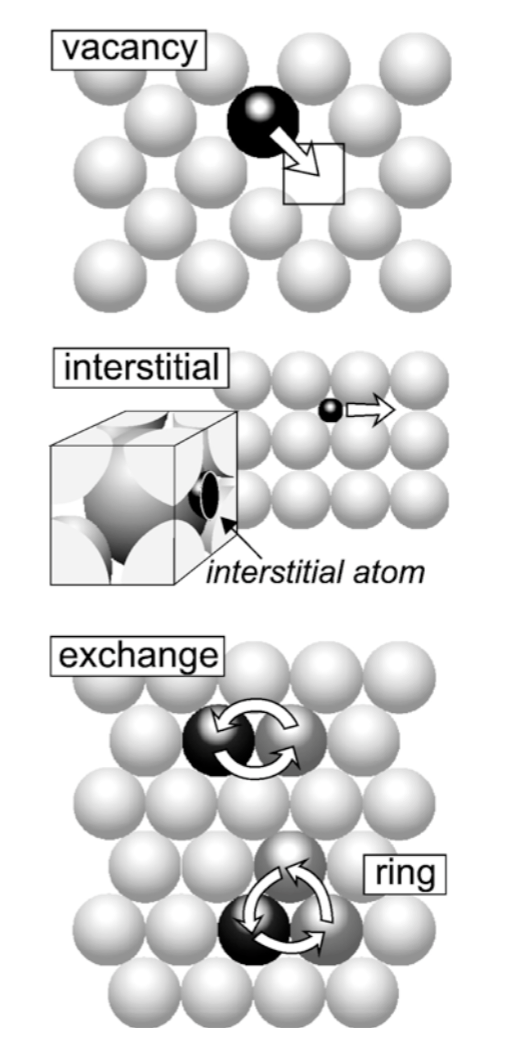 vacancy
interstitial
interstitial atom
exchange
ring